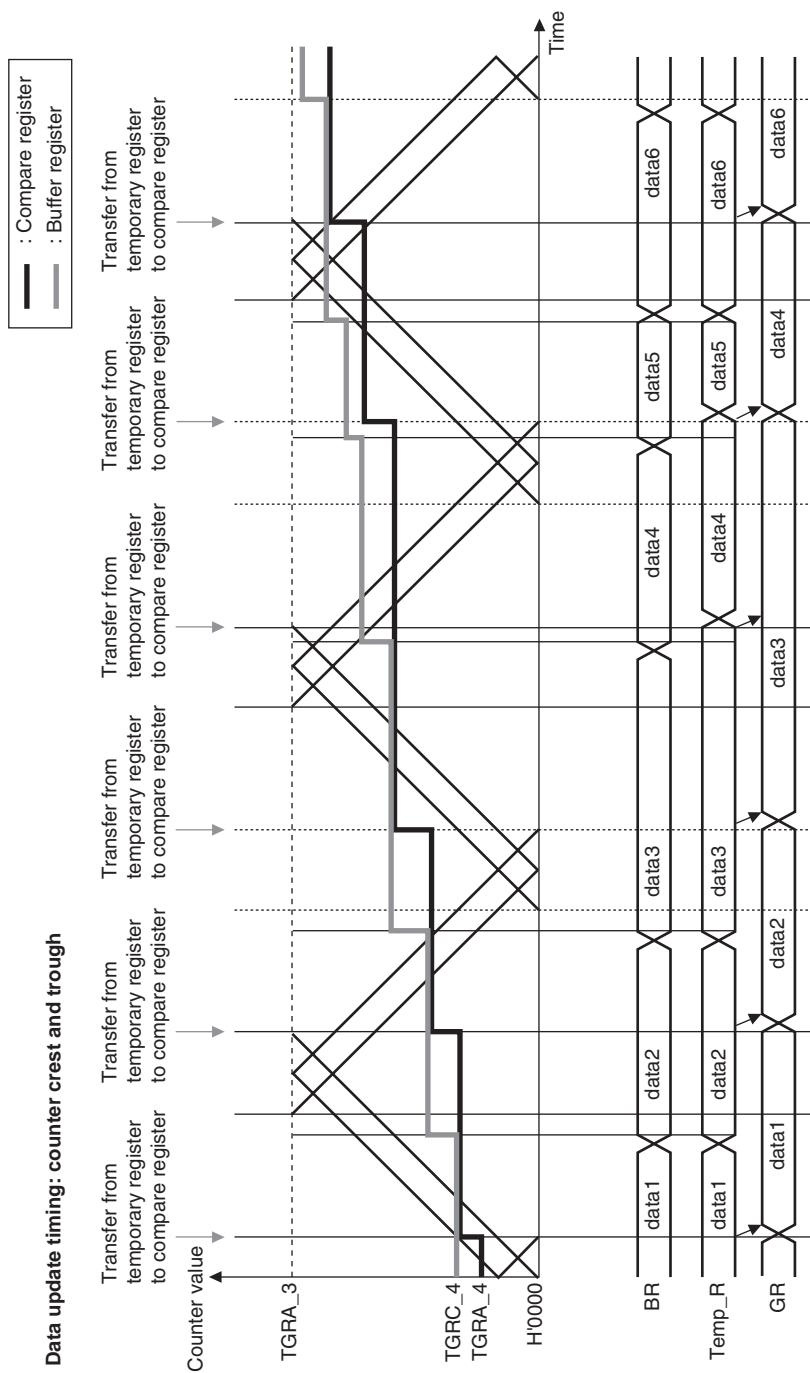 Data update timing: counter crest and trough
: Compare register
: Buffer register
Transfer from
temporary register
to compare register
Transfer from
temporary register
to compare register
Transfer from
temporary register
to compare register
Transfer from
temporary register
to compare register
Transfer from
temporary register
to compare register
Transfer from
temporary register
to compare register
Counter value
TGRA_3
TGRC_4
TGRA_4
H'0000
Time
BR
data1
data2
data3
data4
data5
data6
Temp_R
data1
data2
data3
data4
data5
data6
GR
data1
data2
data3
data4
data6